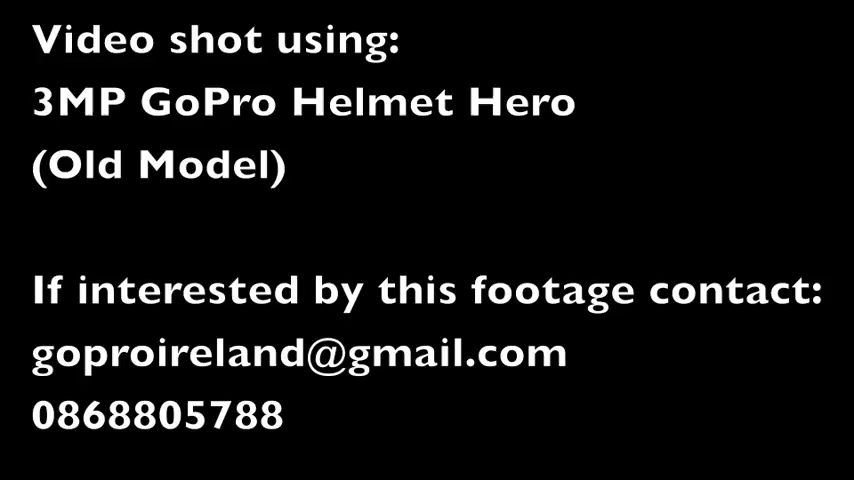 Video shot using:
3MP GoPro Helmet Hero
(Old Model)
If interested by this footage contact:
goproireland@gmail.com
0868805788